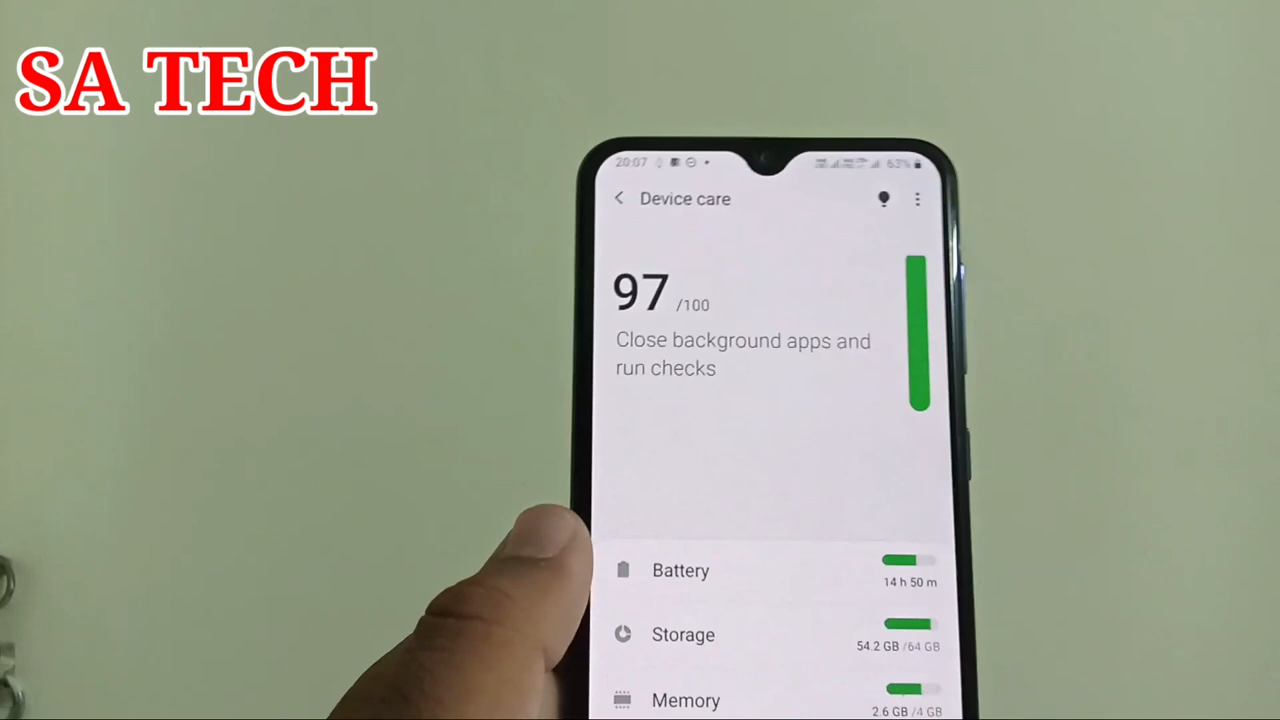 SA TECH
20:07 63%
Device care
97 /100
Close background apps and
run checks
Battery
14 h 50 m
Storage
54.2 GB /64 GB
Memory
2.6 GB /4 GB